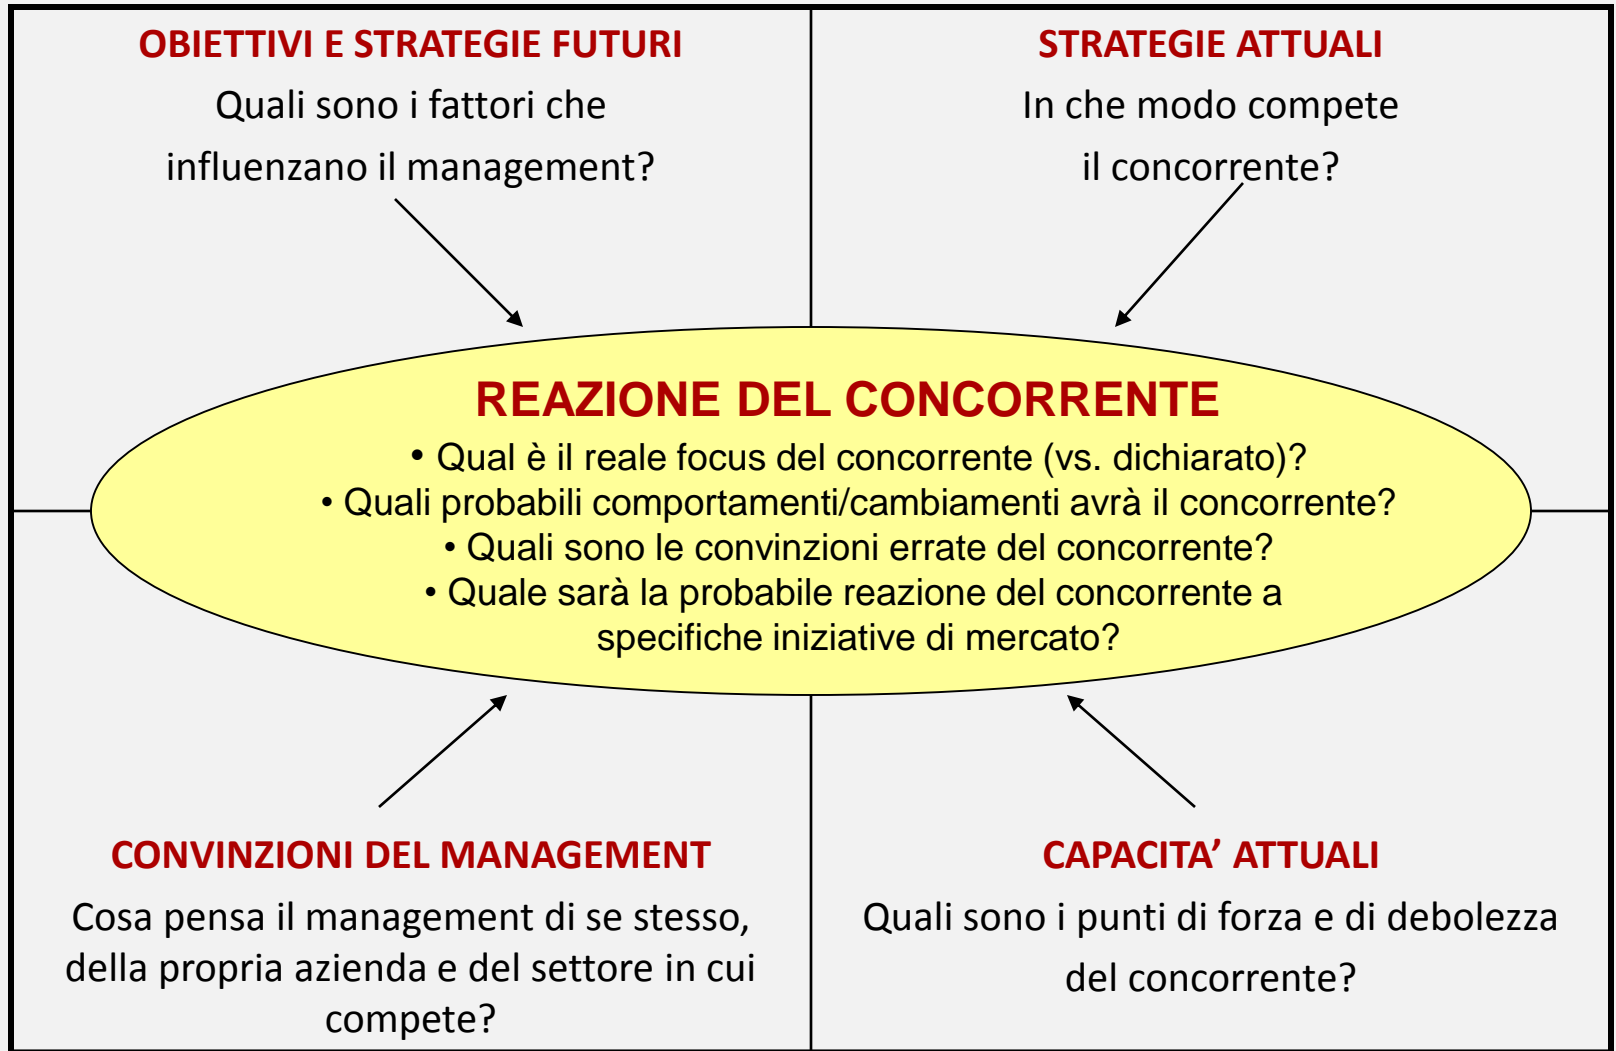 OBIETTIVI E STRATEGIE FUTURI
Quali sono i fattori che
influenzano il management?
STRATEGIE ATTUALI
In che modo compete
il concorrente?
REAZIONE DEL CONCORRENTE
• Qual è il reale focus del concorrente (vs. dichiarato)?
• Quali probabili comportamenti/cambiamenti avrà il concorrente?
• Quali sono le convinzioni errate del concorrente?
• Quale sarà la probabile reazione del concorrente a
specifiche iniziative di mercato?
CONVINZIONI DEL MANAGEMENT
Cosa pensa il management di se stesso,
della propria azienda e del settore in cui
compete?
CAPACITA’ ATTUALI
Quali sono i punti di forza e di debolezza
del concorrente?